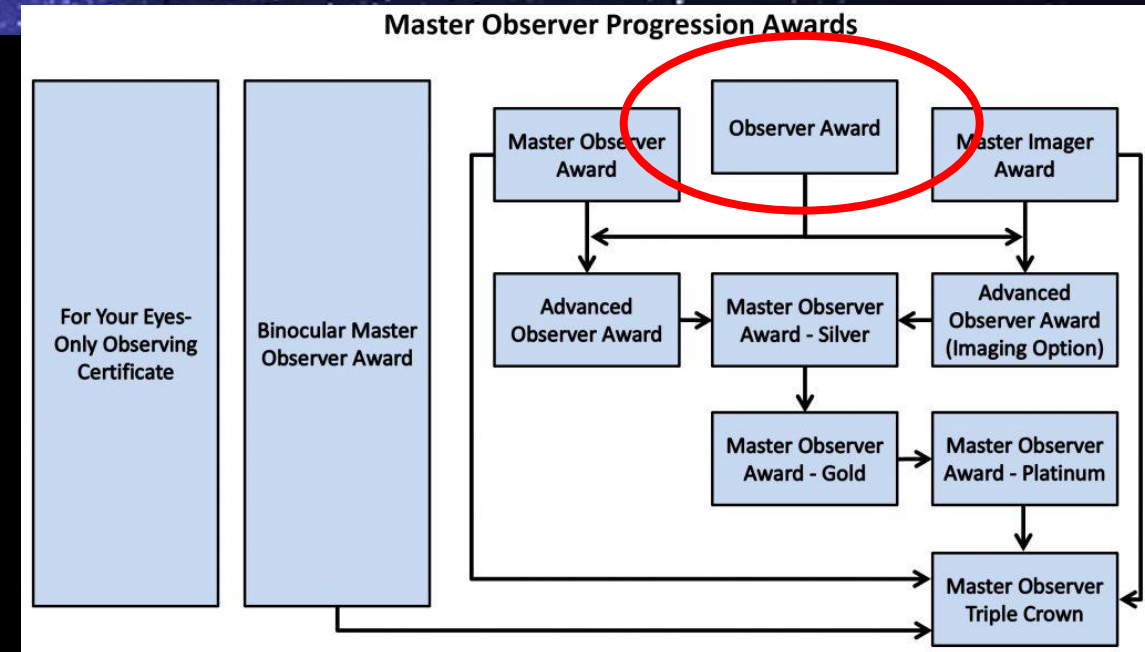 Master Observer Progression Awards
For Your Eyes-
Only Observing
Certificate
Binocular Master
Observer Award
Master Observer
Award
Observer Award
Master Imager
Award
Advanced
Observer Award
Master Observer
Award - Silver
Advanced
Observer Award
(Imaging Option)
Master Observer
Award - Gold
Master Observer
Award - Platinum
Master Observer
Triple Crown